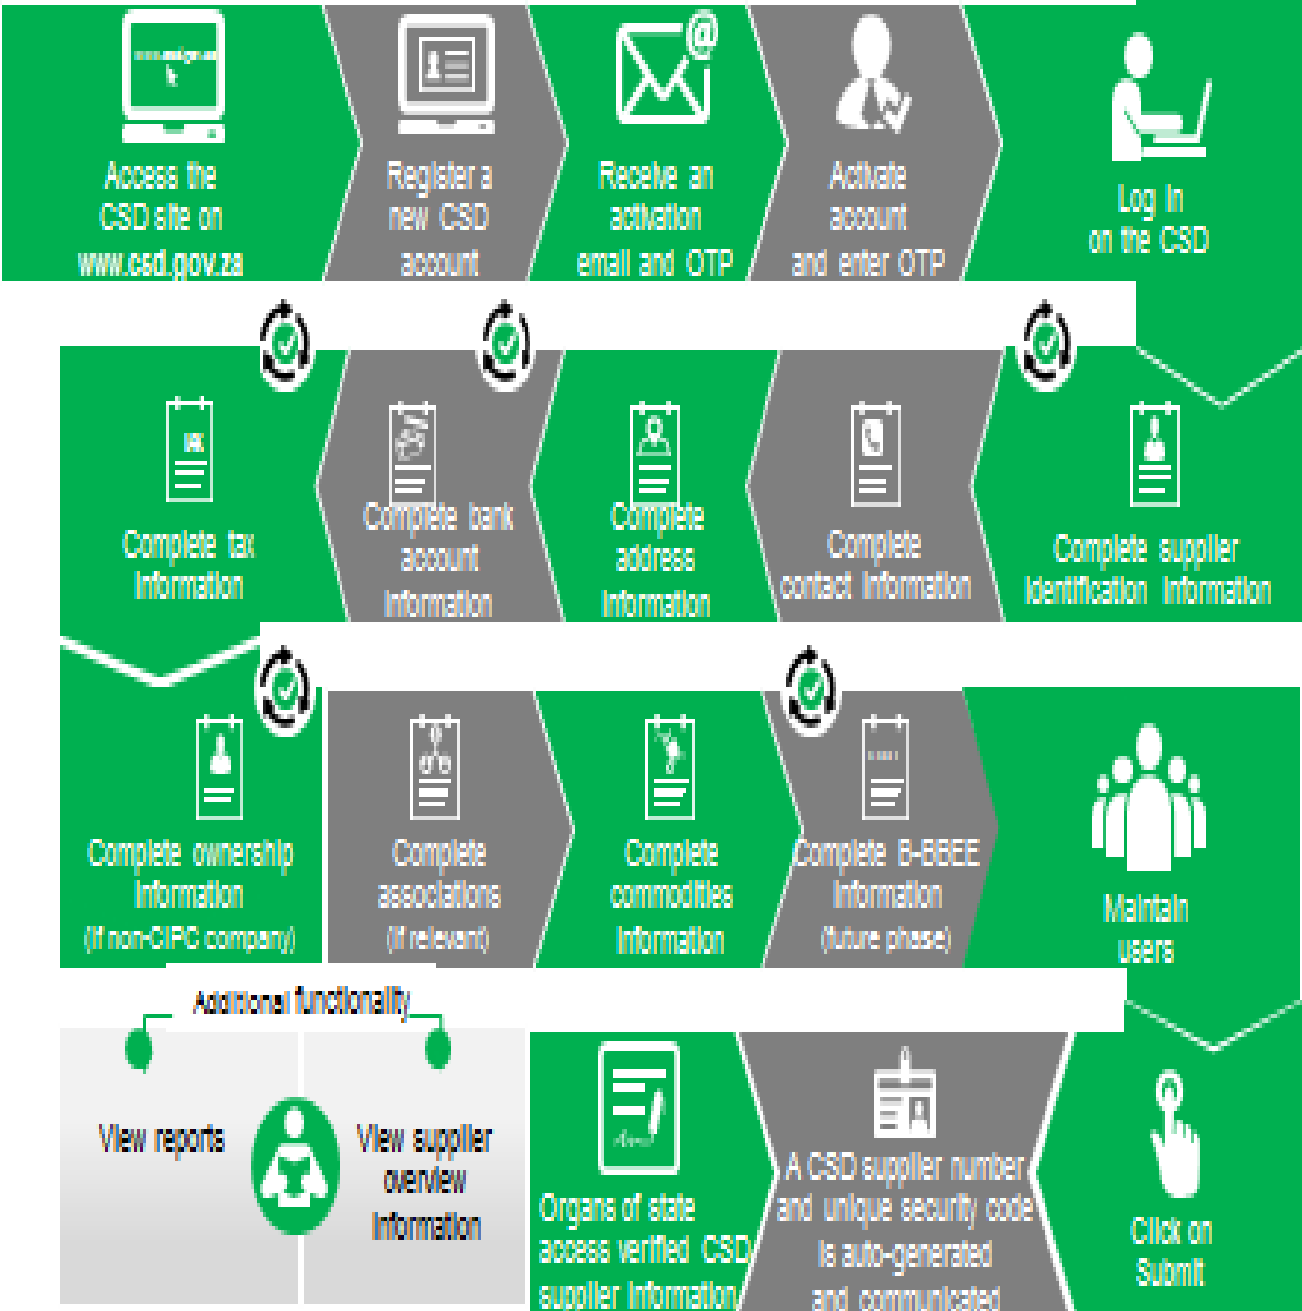 Access the
CSD site on
www.csd.gov.za
Register a
new CSD
account
Receive an
activation
email and OTP
Activate
account
and enter OTP
Log in
on the CSD
Complete supplier
identification information
Complete
contact information
Complete
address
information
Complete bank
account
information
Complete tax
information
Complete ownership
information
(if non-CIPC company)
Complete
associations
(if relevant)
Complete
commodities
information
Complete B-BBEE
information
(future phase)
Maintain
users
Click on
Submit
A CSD supplier number
and unique security code
is auto-generated
and communicated
Organs of state
access verified CSD
supplier information
Additional functionality
View reports
View supplier
overview
information